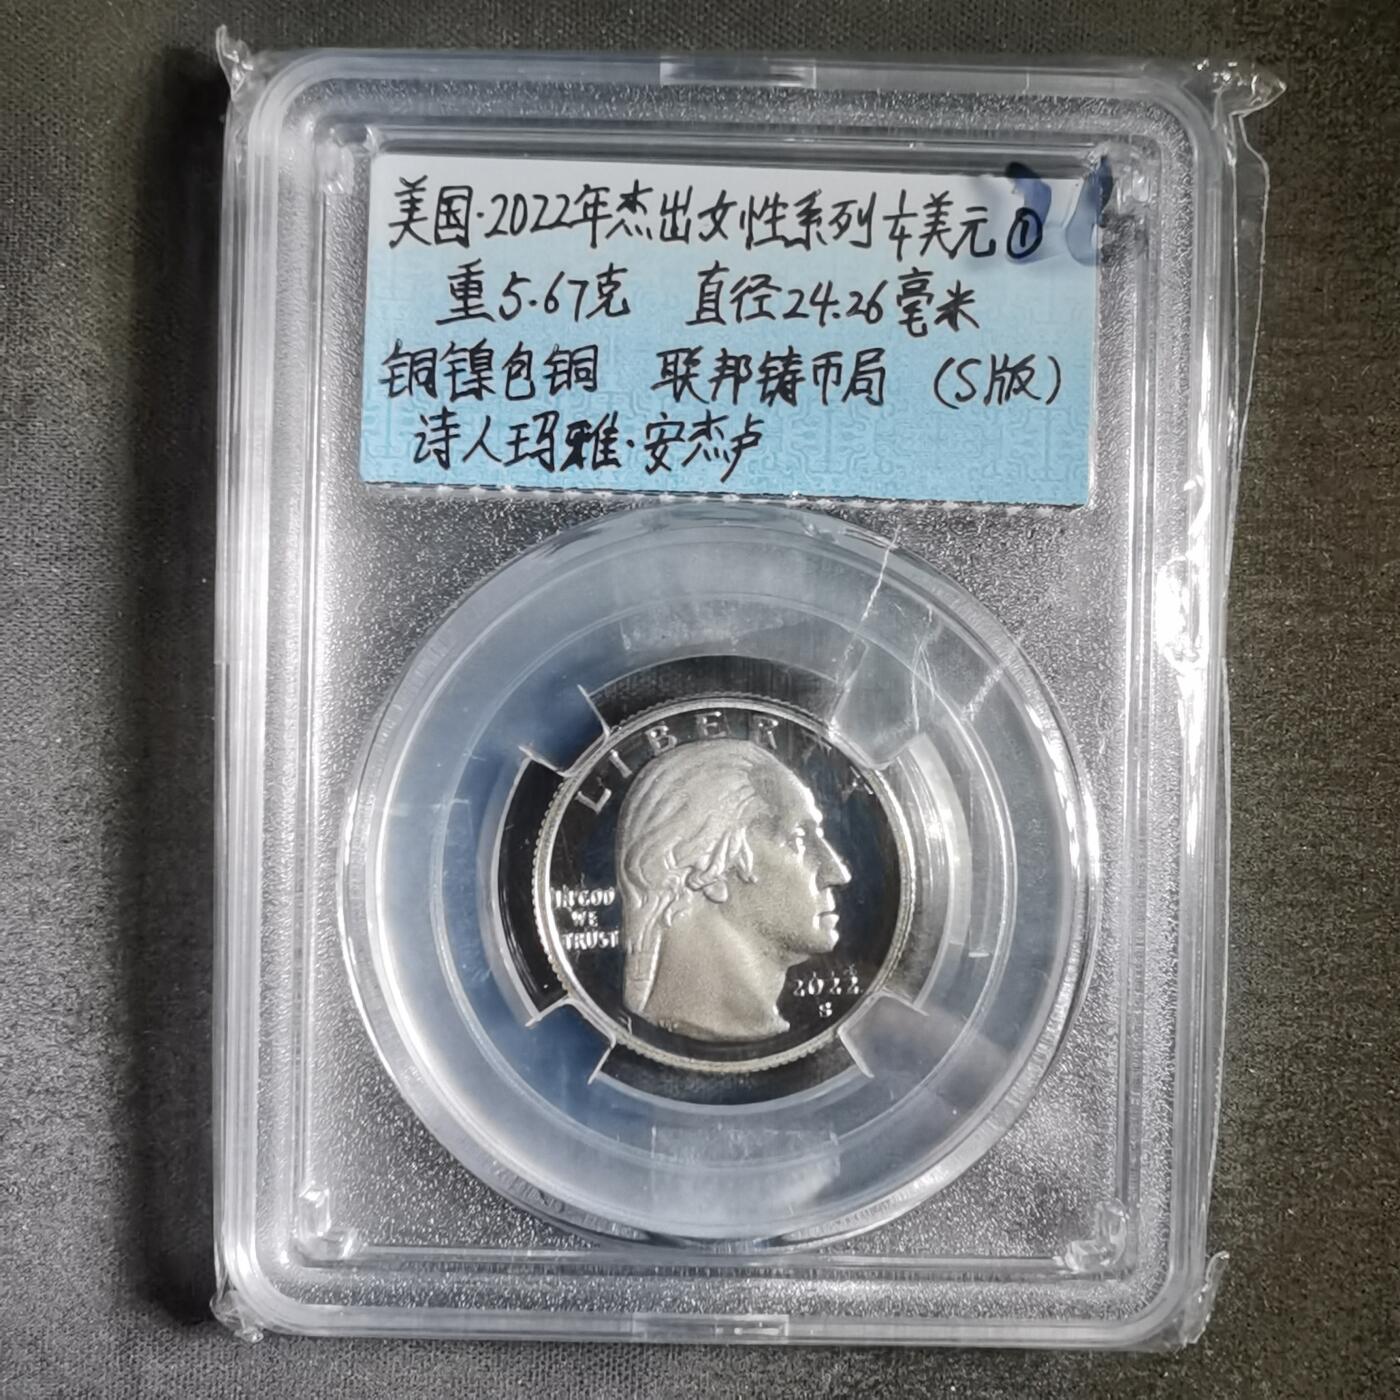 美国·2022年杰出女性系列¼美元①
重5.67克 直径24.26毫米
铜镍包铜 联邦铸币局 (S版)
诗人玛雅·安杰卢
LIBERTY
IN GOD
WE
TRUST
2022
S